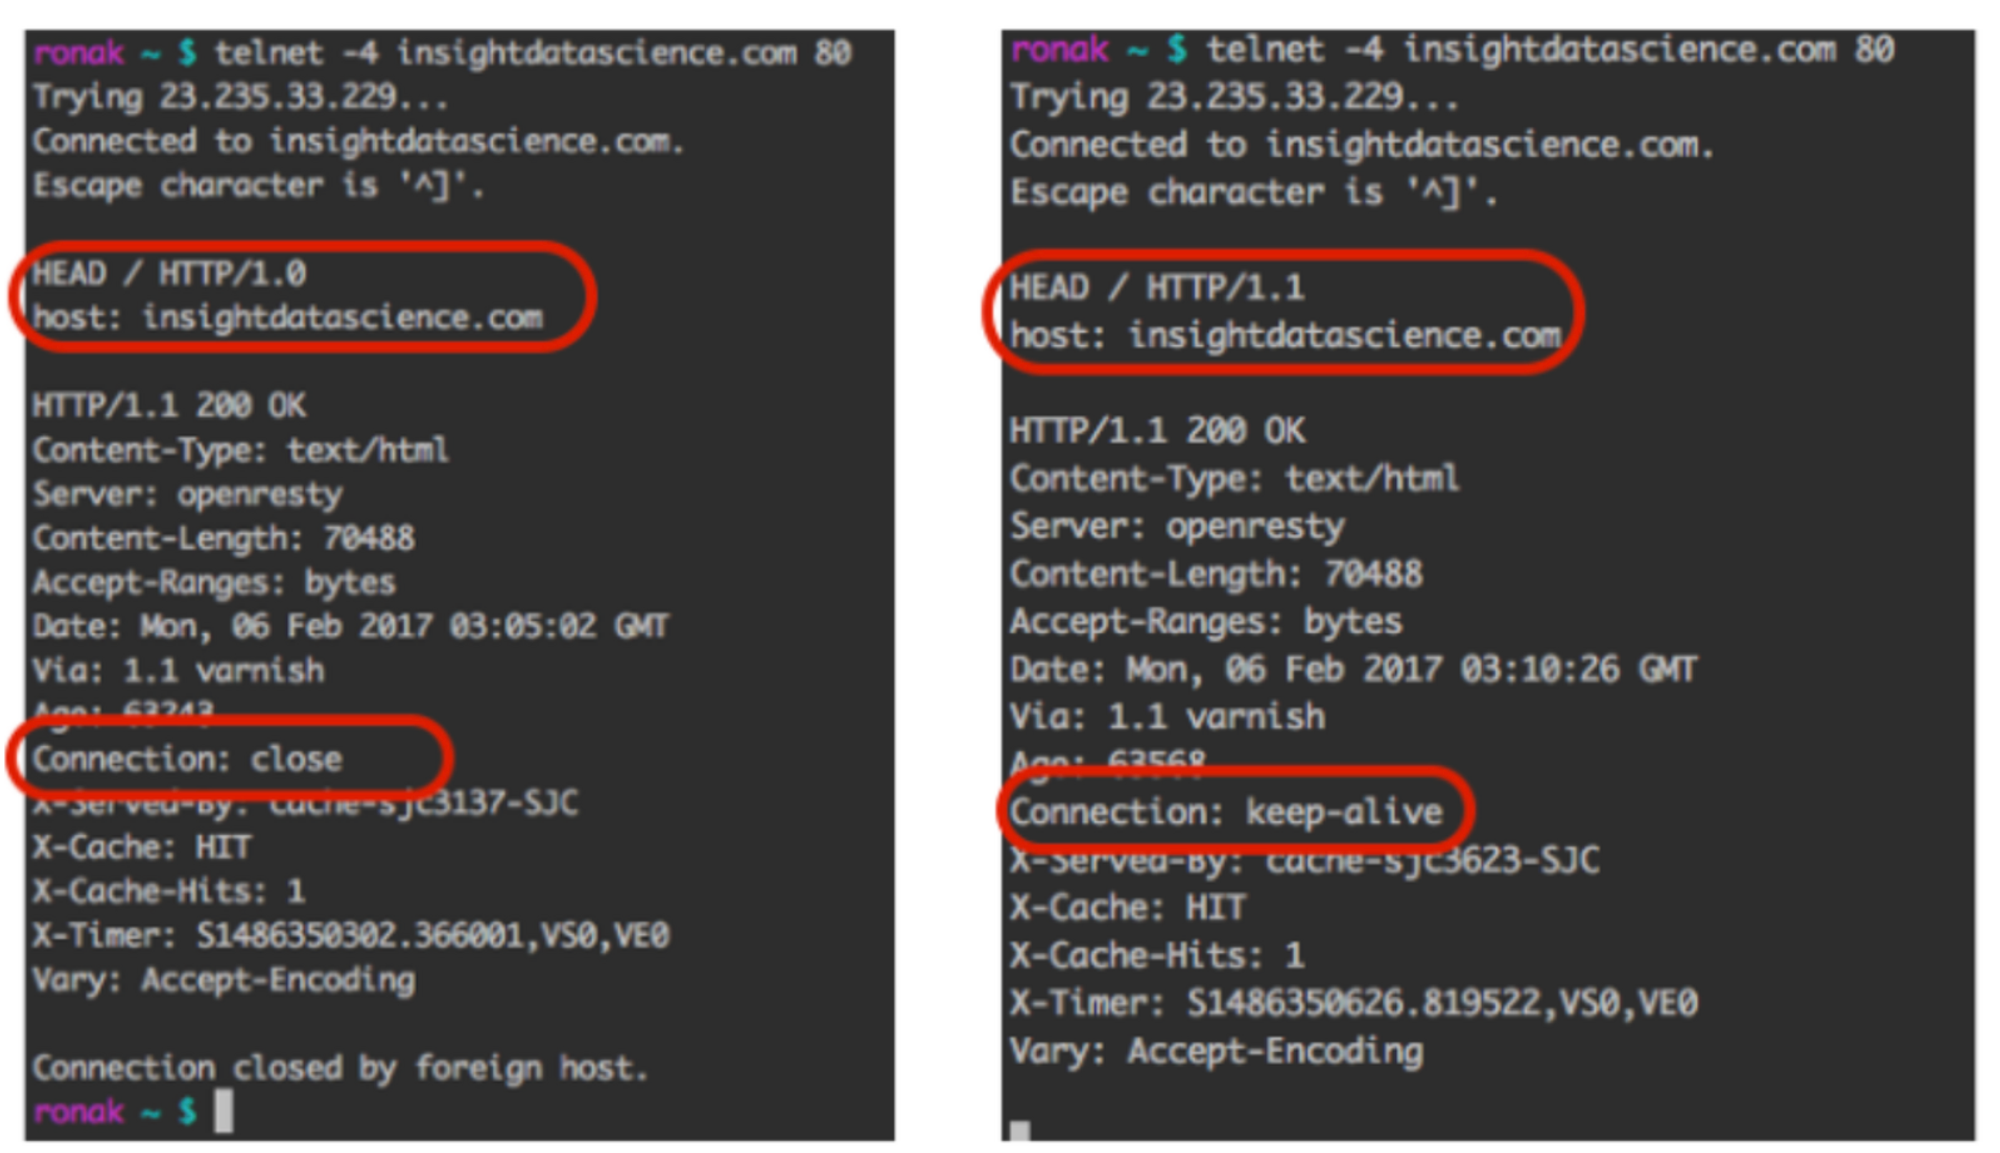 ronak ~ $ telnet -4 insightdatascience.com 80
Trying 23.235.33.229...
Connected to insightdatascience.com.
Escape character is '^]'.
HEAD / HTTP/1.0
host: insightdatascience.com
HTTP/1.1 200 OK
Content-Type: text/html
Server: openresty
Content-Length: 70488
Accept-Ranges: bytes
Date: Mon, 06 Feb 2017 03:05:02 GMT
Via: 1.1 varnish
Age: 63243
Connection: close
X-Served-By: cache-sjc3137-SJC
X-Cache: HIT
X-Cache-Hits: 1
X-Timer: S1486350302.366001,VS0,VE0
Vary: Accept-Encoding
Connection closed by foreign host.
ronak ~ $
ronak ~ $ telnet -4 insightdatascience.com 80
Trying 23.235.33.229...
Connected to insightdatascience.com.
Escape character is '^]'.
HEAD / HTTP/1.1
host: insightdatascience.com
HTTP/1.1 200 OK
Content-Type: text/html
Server: openresty
Content-Length: 70488
Accept-Ranges: bytes
Date: Mon, 06 Feb 2017 03:10:26 GMT
Via: 1.1 varnish
Age: 63568
Connection: keep-alive
X-Served-By: cache-sjc3623-SJC
X-Cache: HIT
X-Cache-Hits: 1
X-Timer: S1486350626.819522,VS0,VE0
Vary: Accept-Encoding